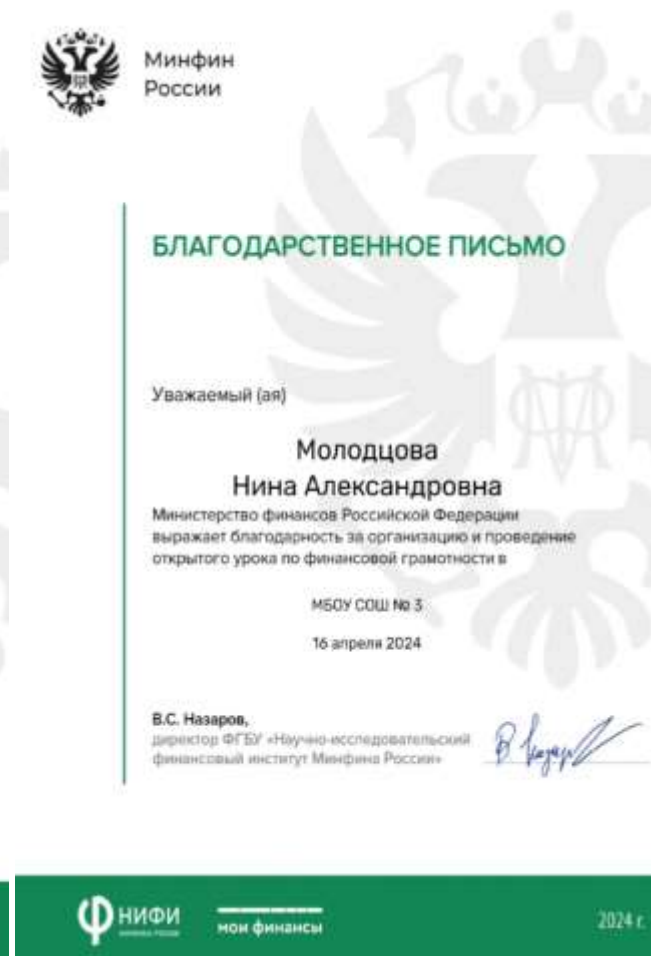 Минфин
России
БЛАГОДАРСТВЕННОЕ ПИСЬМО
Уважаемый (ая)
Молодцова
Нина Александровна
Министерство финансов Российской Федерации
выражает благодарность за организацию и проведение
открытого урока по финансовой грамотности в
МБОУ СОШ № 3
16 апреля 2024
В.С. Назаров,
директор ФГБУ «Научно-исследовательский
финансовый институт Минфина России»
НИФИ
мои финансы
2024 г.